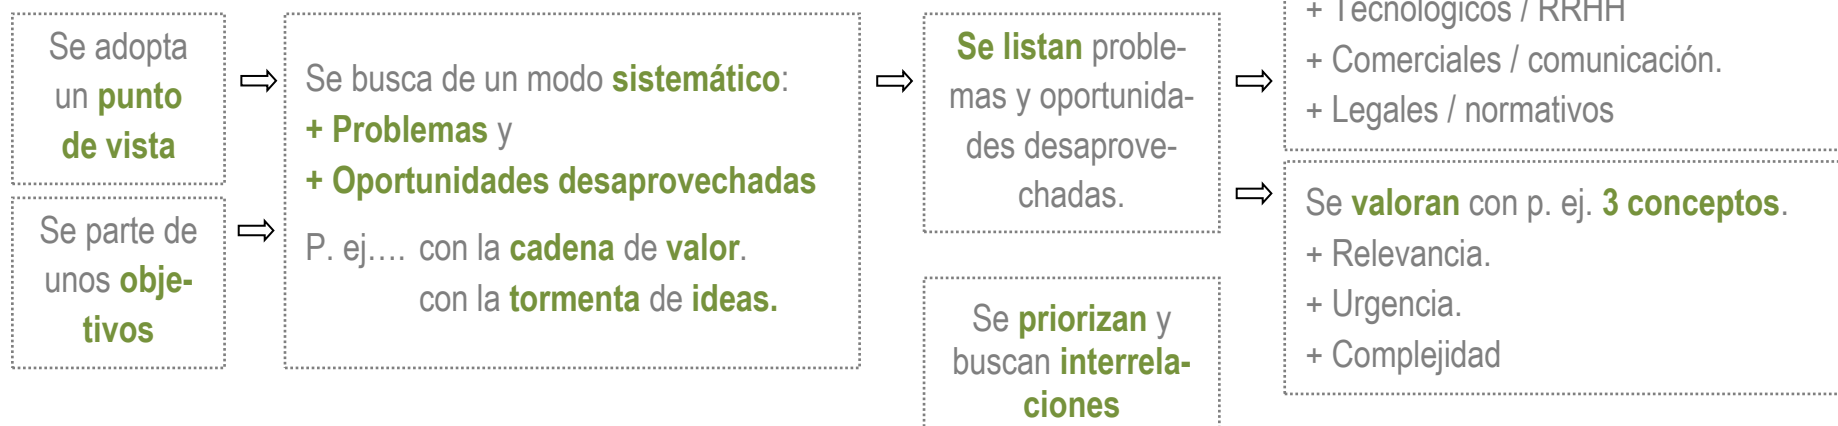 Se adopta
un punto
de vista
Se parte de
unos obje-
tivos
Se busca de un modo sistemático:
+ Problemas y
+ Oportunidades desaprovechadas
P. ej.... con la cadena de valor.
con la tormenta de ideas.
Se listan proble-
mas y oportunida-
des desaprove-
chadas.
Se priorizan y
buscan interrela-
ciones
+ Tecnológicos / RRHH
+ Comerciales / comunicación.
+ Legales / normativos
Se valoran con p. ej. 3 conceptos.
+ Relevancia.
+ Urgencia.
+ Complejidad